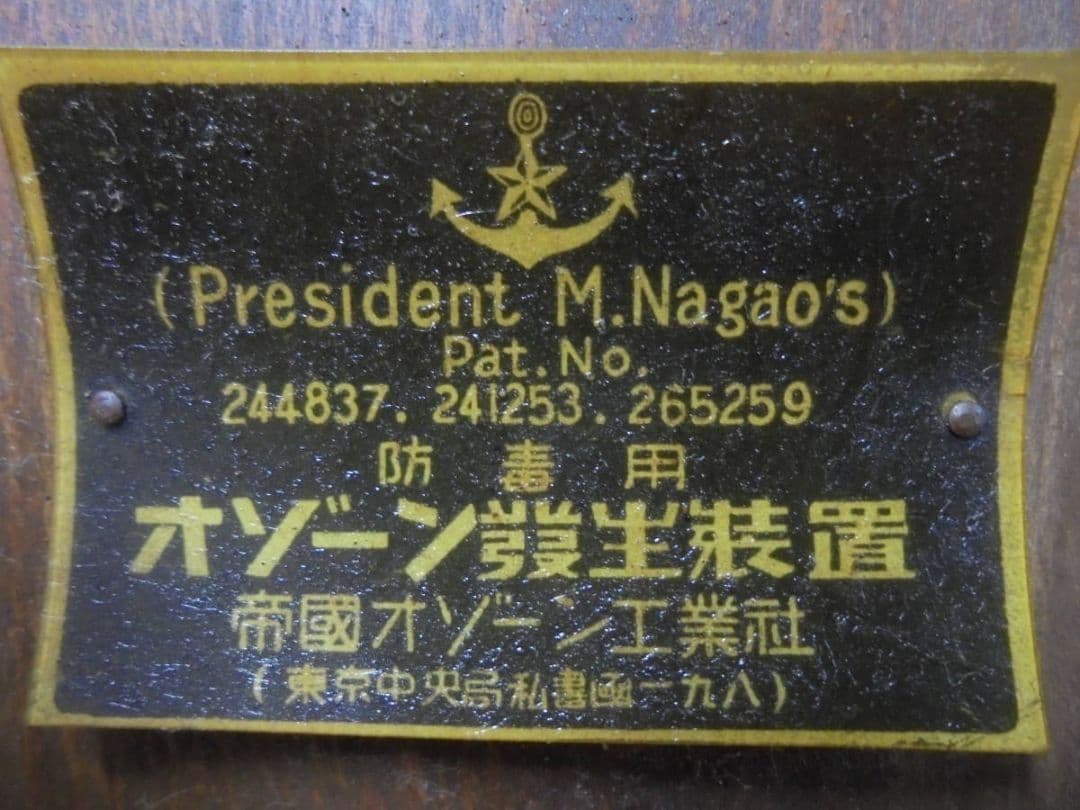 (President M.Nagao's)
Pat.No.
244837. 241253. 265259
防毒用
オゾーン發生裝置
帝國オゾーン工業社
(東京中央局私書函一九八)